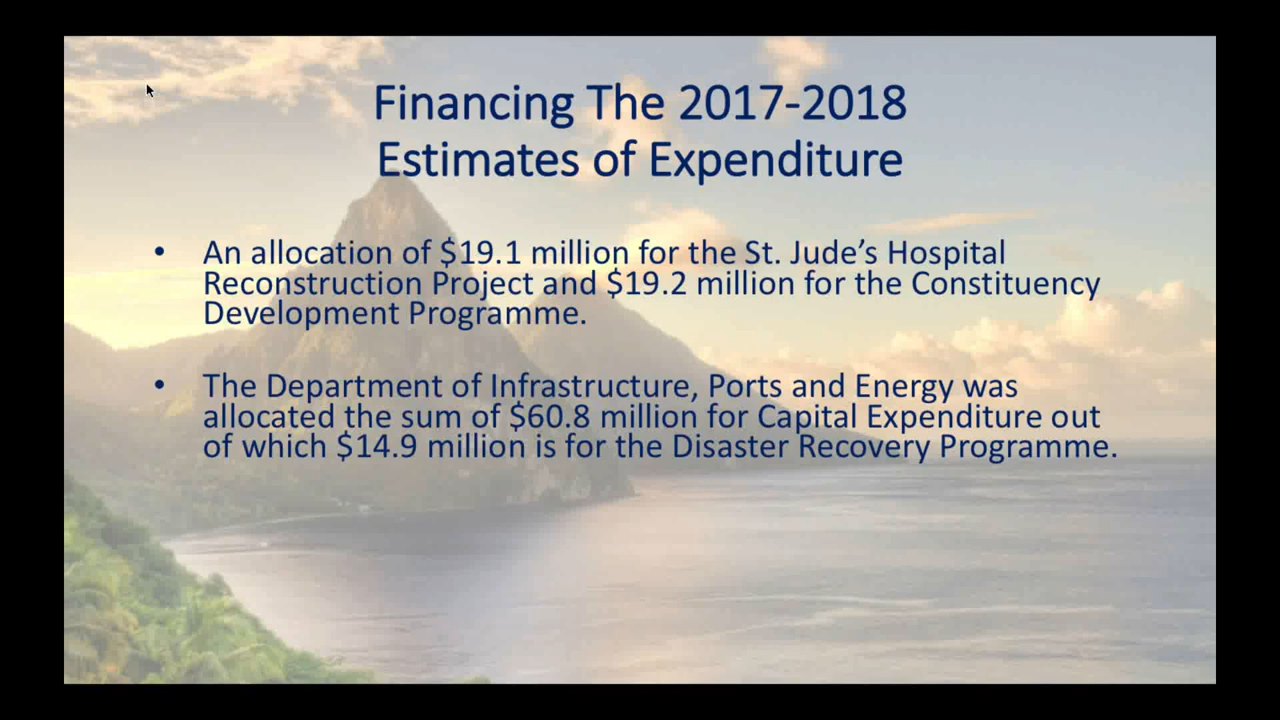 Financing The 2017-2018
Estimates of Expenditure
• An allocation of $19.1 million for the St. Jude’s Hospital
Reconstruction Project and $19.2 million for the Constituency
Development Programme.
• The Department of Infrastructure, Ports and Energy was
allocated the sum of $60.8 million for Capital Expenditure out
of which $14.9 million is for the Disaster Recovery Programme.